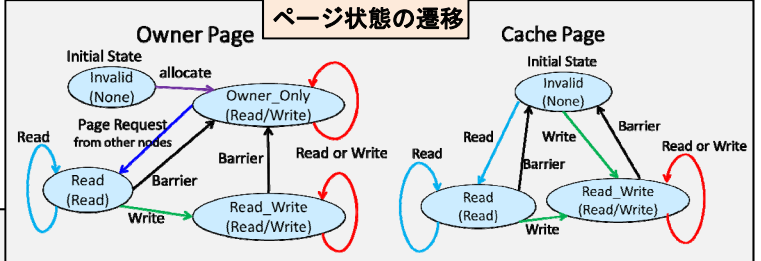 ページ状態の遷移
Owner Page
Initial State
Invalid
(None)
allocate
Owner_Only
(Read/Write)
Page Request
from other nodes
Read
Read
(Read)
Barrier
Barrier
Read or Write
Write
Read_Write
(Read/Write)
Cache Page
Initial State
Invalid
(None)
Read
Write
Barrier
Barrier
Read
Read or Write
Read
(Read)
Read_Write
(Read/Write)
Write